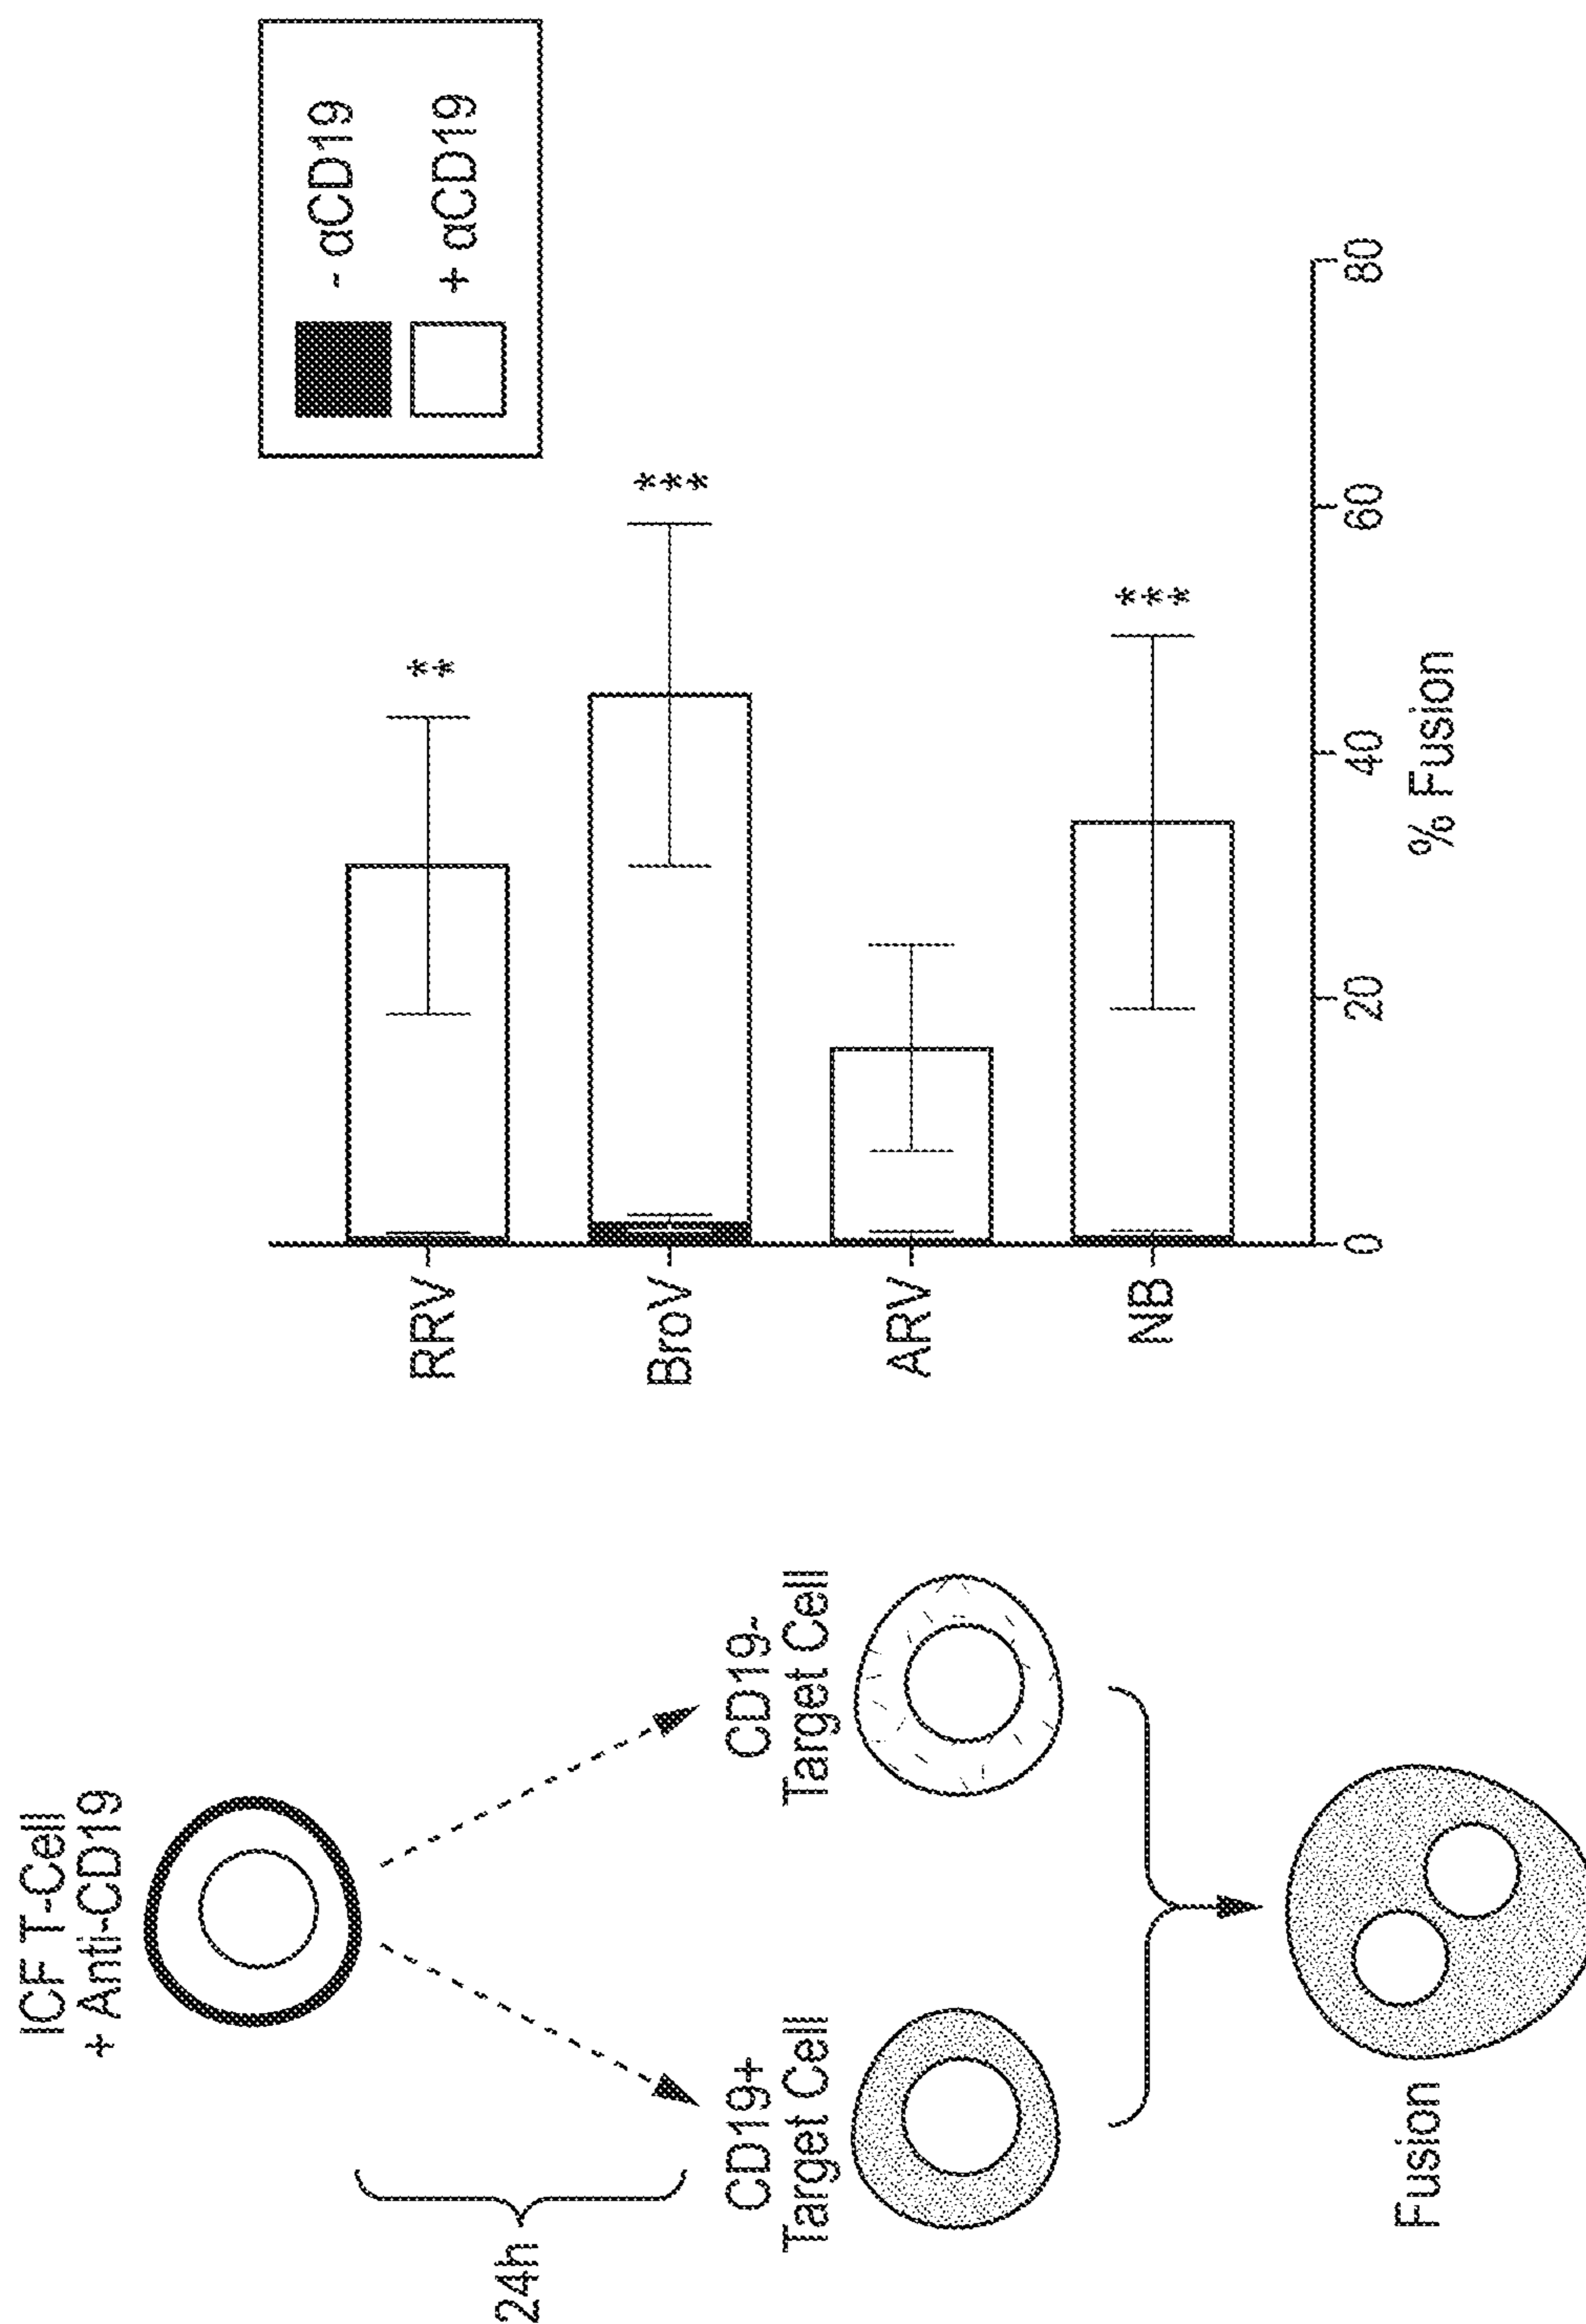 ICF T-Cell
+ Anti-CD19
24h
CD19+
Target Cell
CD19-
Target Cell
Fusion
- αCD19
+ αCD19
RRV
BroV
ARV
NB
**
***
***
0
20
40
60
80
% Fusion